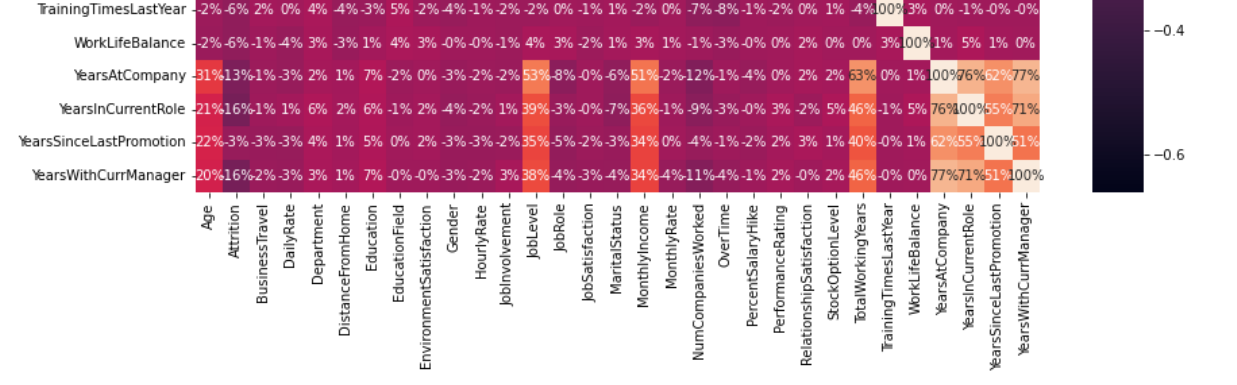 TrainingTimesLastYear -2% -6% 2% 0% 4% -4% -3% 5% -2% -4% -1% -2% -2% 0% -1% 1% -2% 0% -7% -8% -1% -2% 0% 1% -4% 100% 3% 0% -1% -0% -0%
WorkLifeBalance -2% -6% -1% -4% 3% -3% 1% 4% 3% -0% -0% -1% 4% 3% -2% 1% 3% 1% -1% -3% -0% 0% 2% 0% 0% 3% 100% 1% 5% 1% 0%
YearsAtCompany 31% -13% -1% -3% 2% 1% 7% -2% 0% -3% -2% -2% 53% -8% -0% -6% 51% -2% -12% -1% -4% 0% 2% 2% 63% 0% 1% 100% 76% 62% 77%
YearsInCurrentRole 21% -16% -1% 1% 6% 2% 6% -1% 2% -4% -2% 1% 39% -3% -0% -7% 36% -1% -9% -3% -0% 3% -2% 5% 46% -1% 5% 76% 100% 55% 71%
YearsSinceLastPromotion 22% -3% -3% -3% 4% 1% 5% 0% 2% -3% -3% -2% 35% -5% -2% -3% 34% 0% -4% -1% -2% 2% 3% 1% 40% -0% 1% 62% 55% 100% 51%
YearsWithCurrManager 20% -16% -2% -3% 3% 1% 7% -0% -0% -3% -2% 3% 38% -4% -3% -4% 34% -4% -11% -4% -1% 2% -0% 2% 46% -0% 0% 77% 71% 51% 100%
Age
Attrition
BusinessTravel
DailyRate
Department
DistanceFromHome
Education
EducationField
EnvironmentSatisfaction
Gender
HourlyRate
JobInvolvement
JobLevel
JobRole
JobSatisfaction
MaritalStatus
MonthlyIncome
MonthlyRate
NumCompaniesWorked
OverTime
PercentSalaryHike
PerformanceRating
RelationshipSatisfaction
StockOptionLevel
TotalWorkingYears
TrainingTimesLastYear
WorkLifeBalance
YearsAtCompany
YearsInCurrentRole
YearsSinceLastPromotion
YearsWithCurrManager
−0.4
−0.6